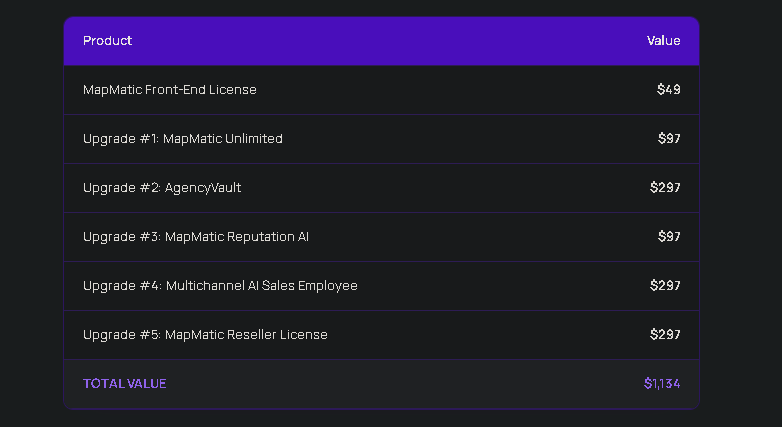 Product Value
MapMatic Front-End License $49
Upgrade #1: MapMatic Unlimited $97
Upgrade #2: AgencyVault $297
Upgrade #3: MapMatic Reputation AI $97
Upgrade #4: Multichannel AI Sales Employee $297
Upgrade #5: MapMatic Reseller License $297
TOTAL VALUE $1,134